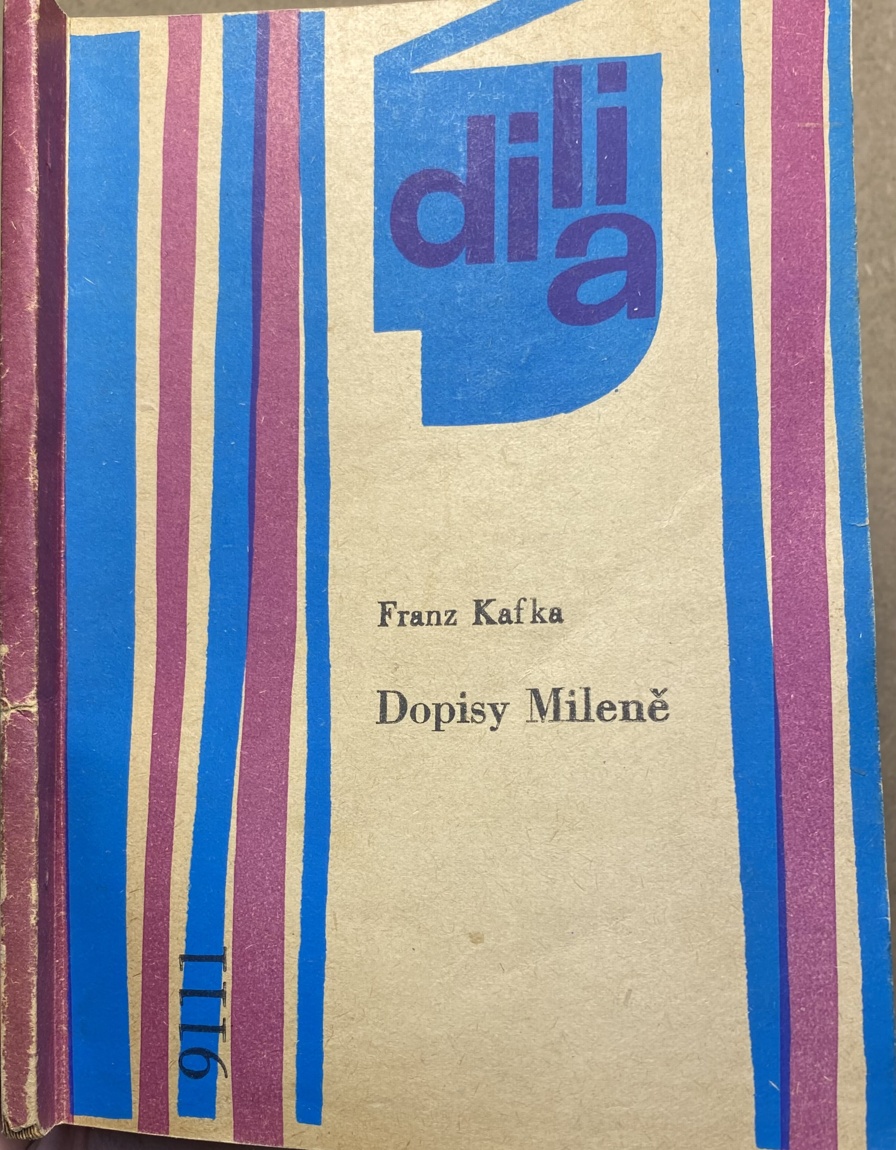 dilia
Franz Kafka
Dopisy Mileně
9111